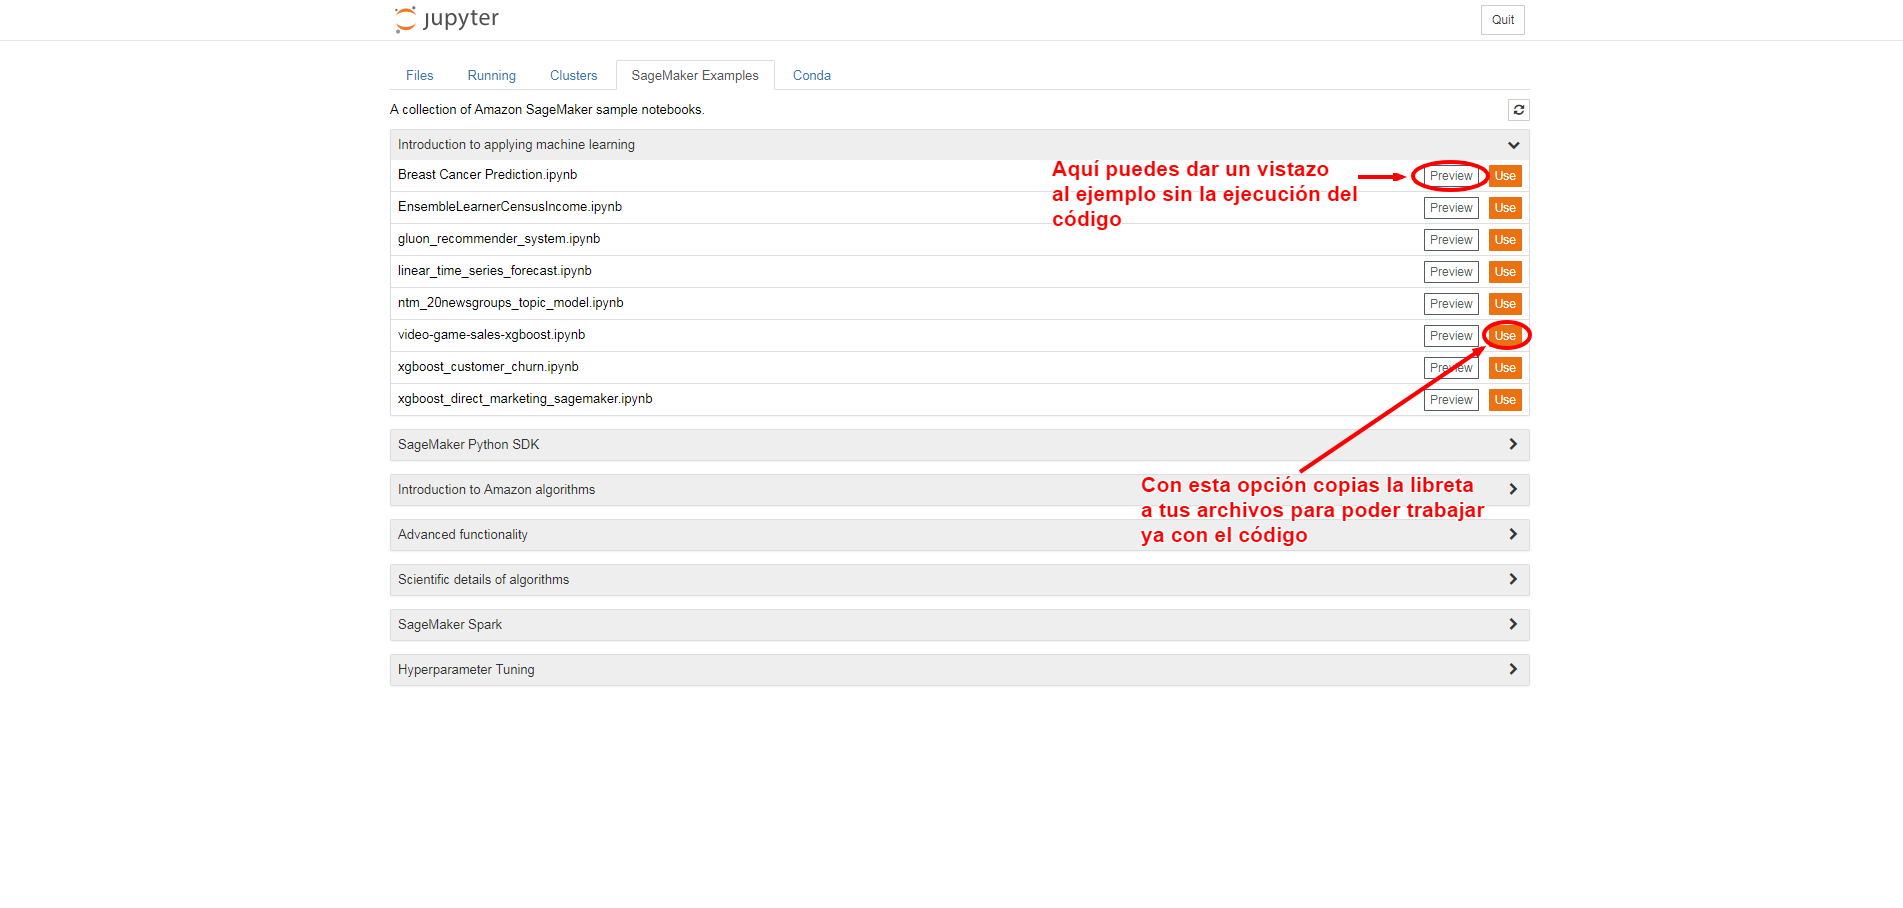 jupyter
Quit
Files Running Clusters SageMaker Examples Conda
A collection of Amazon SageMaker sample notebooks.
Introduction to applying machine learning
Breast Cancer Prediction.ipynb Preview Use
Aquí puedes dar un vistazo
al ejemplo sin la ejecución del
código
EnsembleLearnerCensusIncome.ipynb Preview Use
gluon_recommender_system.ipynb Preview Use
linear_time_series_forecast.ipynb Preview Use
ntm_20newsgroups_topic_model.ipynb Preview Use
video-game-sales-xgboost.ipynb Preview Use
xgboost_customer_churn.ipynb Preview Use
xgboost_direct_marketing_sagemaker.ipynb Preview Use
SageMaker Python SDK
Introduction to Amazon algorithms
Con esta opción copias la libreta
a tus archivos para poder trabajar
ya con el código
Advanced functionality
Scientific details of algorithms
SageMaker Spark
Hyperparameter Tuning